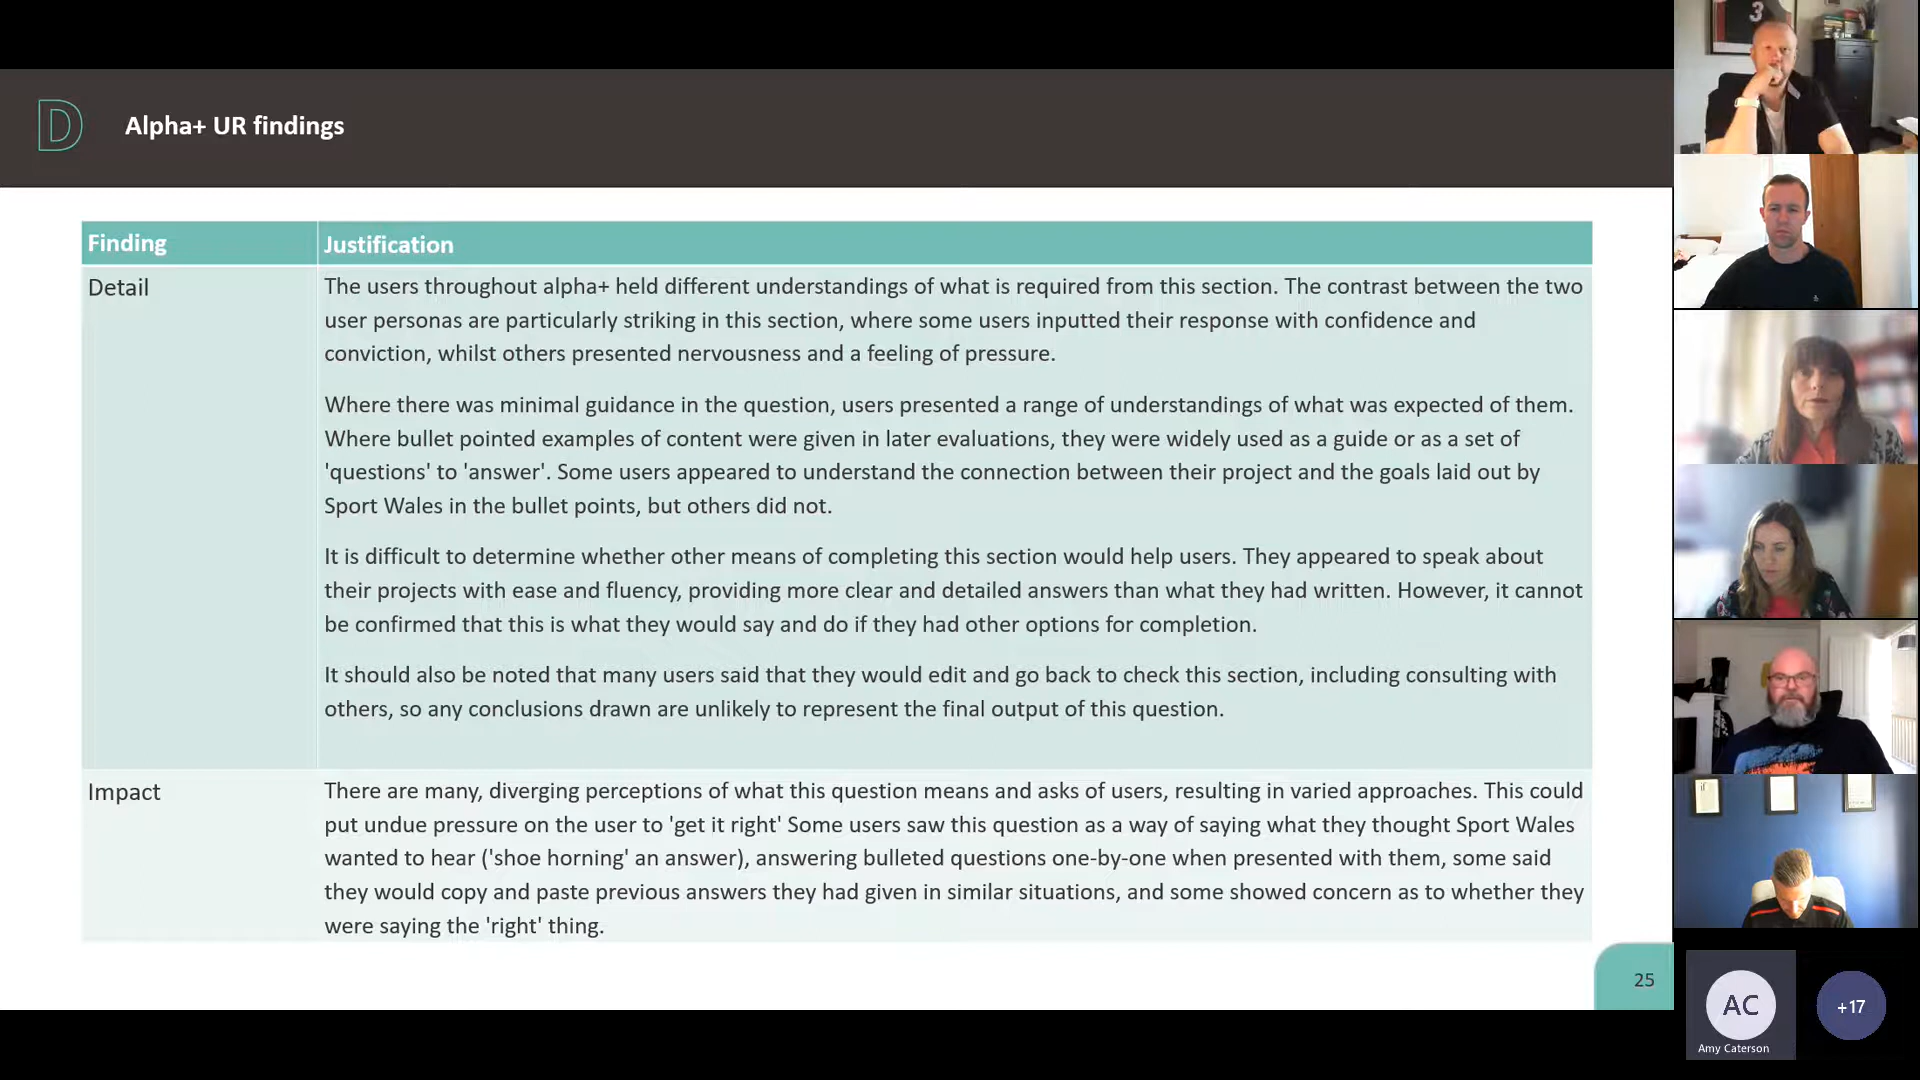 D
Alpha+ UR findings
Finding
Justification
Detail
The users throughout alpha+ held different understandings of what is required from this section. The contrast between the two
user personas are particularly striking in this section, where some users inputted their response with confidence and
conviction, whilst others presented nervousness and a feeling of pressure.
Where there was minimal guidance in the question, users presented a range of understandings of what was expected of them.
Where bullet pointed examples of content were given in later evaluations, they were widely used as a guide or as a set of
'questions' to 'answer'. Some users appeared to understand the connection between their project and the goals laid out by
Sport Wales in the bullet points, but others did not.
It is difficult to determine whether other means of completing this section would help users. They appeared to speak about
their projects with ease and fluency, providing more clear and detailed answers than what they had written. However, it cannot
be confirmed that this is what they would say and do if they had other options for completion.
It should also be noted that many users said that they would edit and go back to check this section, including consulting with
others, so any conclusions drawn are unlikely to represent the final output of this question.
Impact
There are many, diverging perceptions of what this question means and asks of users, resulting in varied approaches. This could
put undue pressure on the user to 'get it right' Some users saw this question as a way of saying what they thought Sport Wales
wanted to hear ('shoe horning' an answer), answering bulleted questions one-by-one when presented with them, some said
they would copy and paste previous answers they had given in similar situations, and some showed concern as to whether they
were saying the 'right' thing.
25
3
AC
Amy Caterson
+17